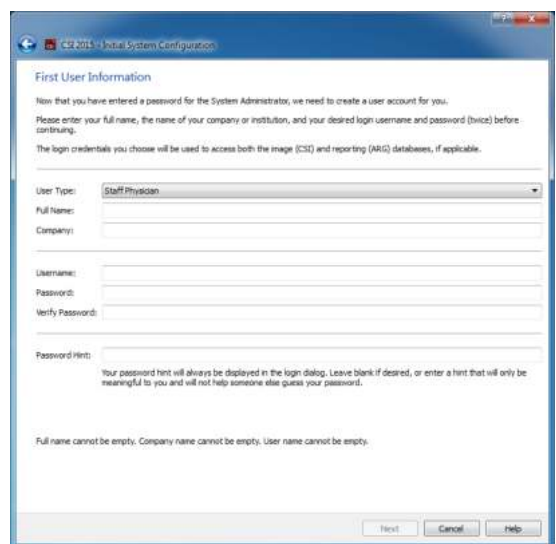 CSI 2015 - Initial System Configuration
First User Information
Now that you have entered a password for the System Administrator, we need to create a user account for you.
Please enter your full name, the name of your company or institution, and your desired login username and password (twice) before
continuing.
The login credentials you choose will be used to access both the image (CSI) and reporting (ARG) databases, if applicable.
User Type: Staff Physician
Full Name:
Company:
Username:
Password:
Verify Password:
Password Hint:
Your password hint will always be displayed in the login dialog. Leave blank if desired, or enter a hint that will only be
meaningful to you and will not help someone else guess your password.
Full name cannot be empty. Company name cannot be empty. User name cannot be empty.
Next Cancel Help